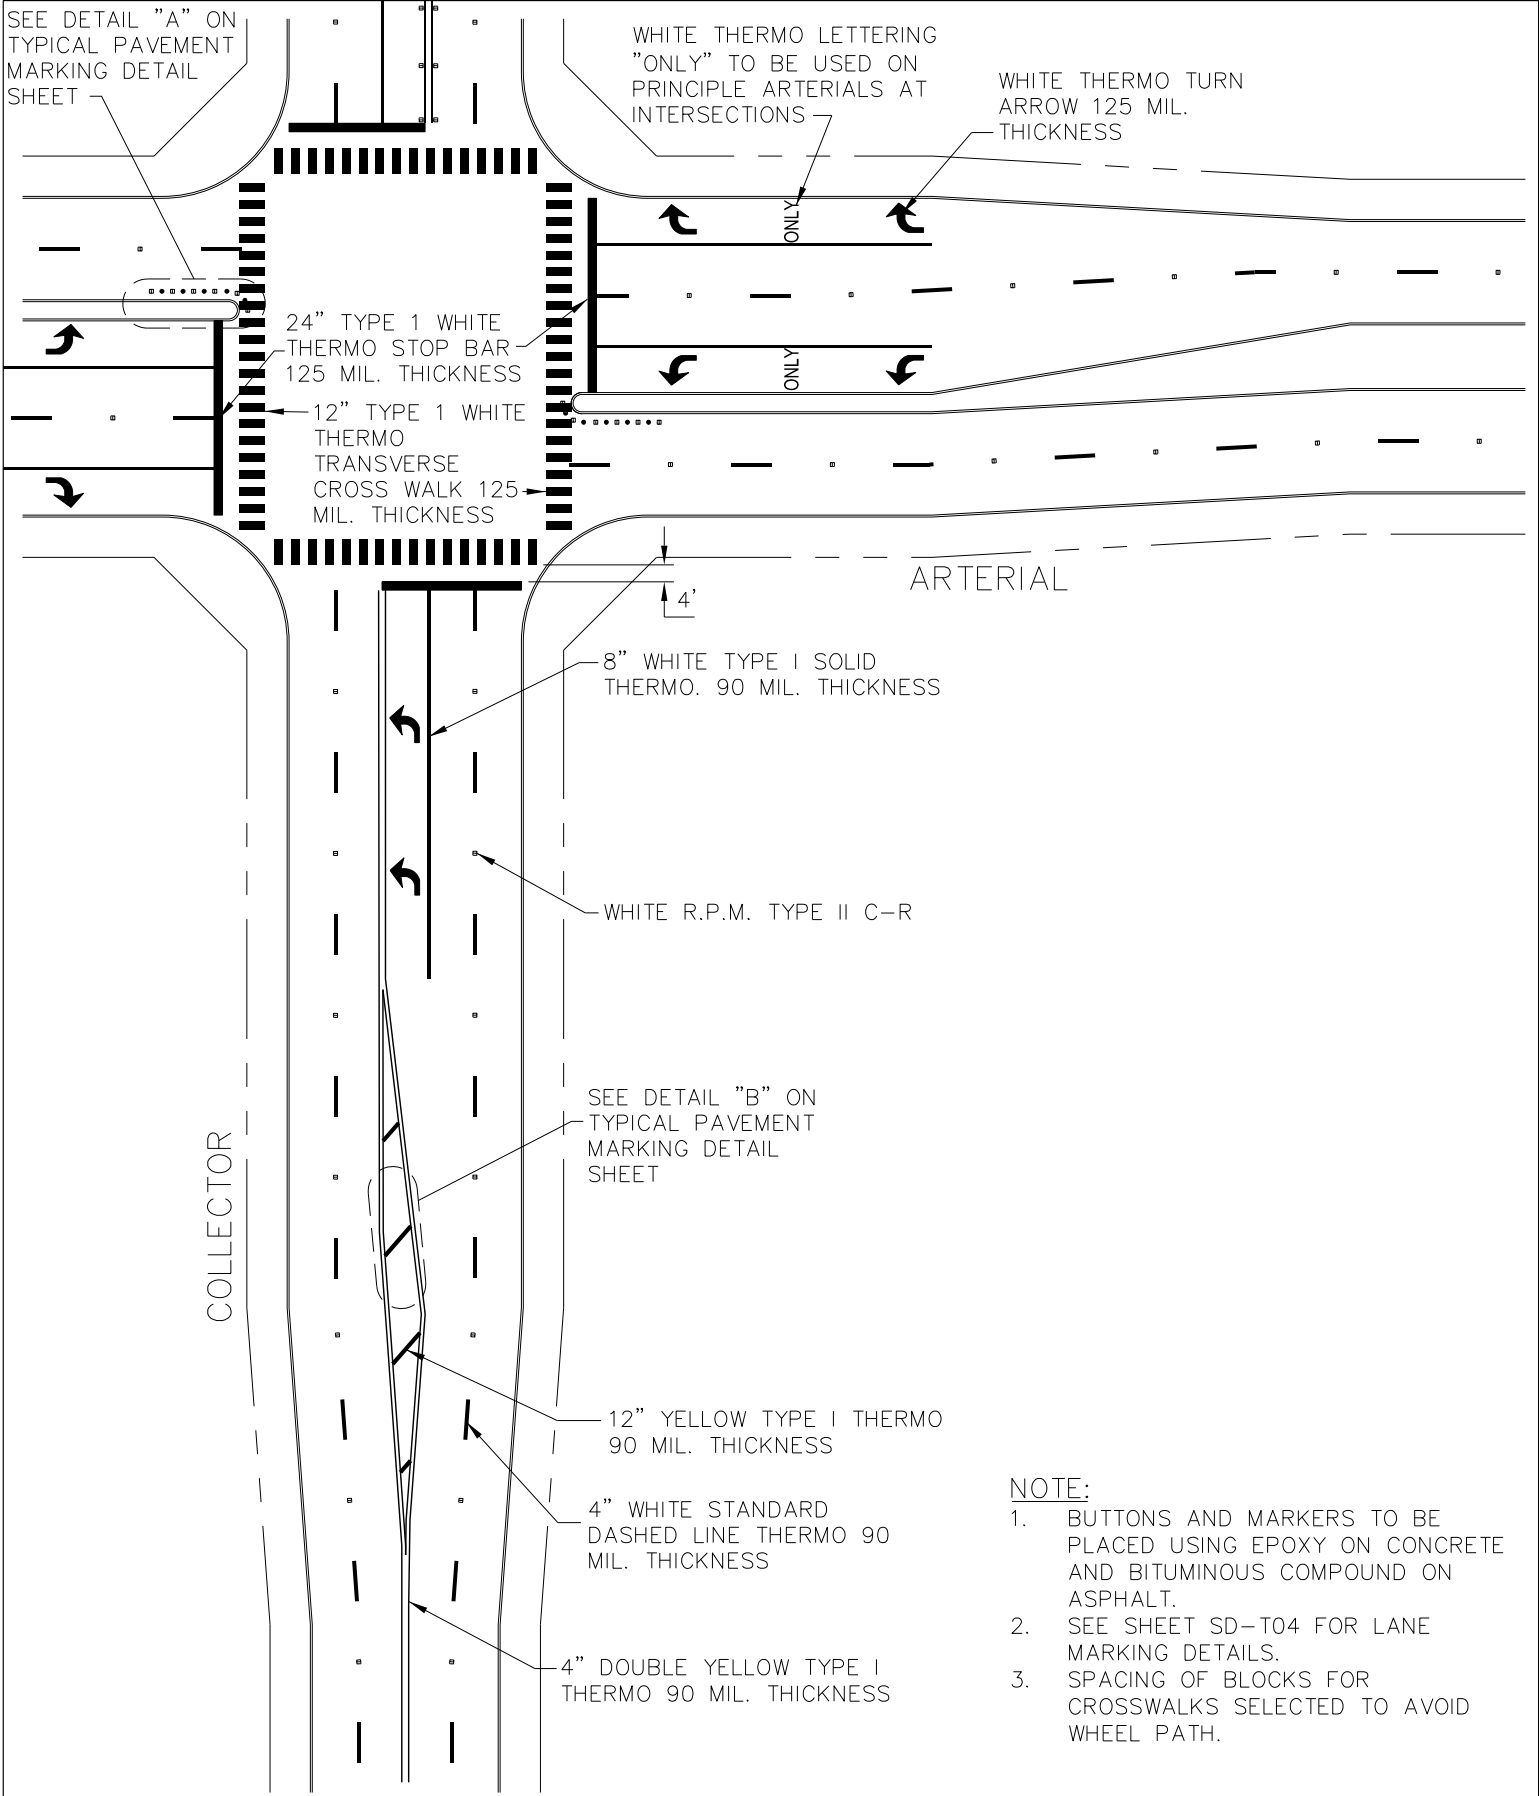 SEE DETAIL "A" ON
TYPICAL PAVEMENT
MARKING DETAIL
SHEET
WHITE THERMO LETTERING
"ONLY" TO BE USED ON
PRINCIPLE ARTERIALS AT
INTERSECTIONS
WHITE THERMO TURN
ARROW 125 MIL.
THICKNESS
ONLY
ONLY
24" TYPE 1 WHITE
THERMO STOP BAR
125 MIL. THICKNESS
12" TYPE 1 WHITE
THERMO
TRANSVERSE
CROSS WALK 125
MIL. THICKNESS
ARTERIAL
4'
8" WHITE TYPE I SOLID
THERMO. 90 MIL. THICKNESS
WHITE R.P.M. TYPE II C-R
SEE DETAIL "B" ON
TYPICAL PAVEMENT
MARKING DETAIL
SHEET
COLLECTOR
12" YELLOW TYPE I THERMO
90 MIL. THICKNESS
4" WHITE STANDARD
DASHED LINE THERMO 90
MIL. THICKNESS
4" DOUBLE YELLOW TYPE I
THERMO 90 MIL. THICKNESS
NOTE:
1. BUTTONS AND MARKERS TO BE
PLACED USING EPOXY ON CONCRETE
AND BITUMINOUS COMPOUND ON
ASPHALT.
2. SEE SHEET SD-T04 FOR LANE
MARKING DETAILS.
3. SPACING OF BLOCKS FOR
CROSSWALKS SELECTED TO AVOID
WHEEL PATH.